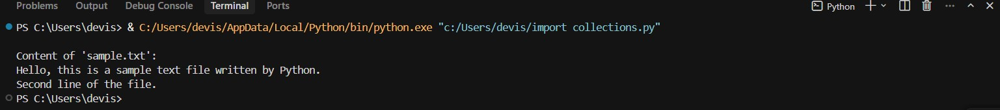 Problems Output Debug Console Terminal Ports Python
PS C:\Users\devis> & C:/Users/devis/AppData/Local/Python/bin/python.exe "c:/Users/devis/import collections.py"
Content of 'sample.txt':
Hello, this is a sample text file written by Python.
Second line of the file.
PS C:\Users\devis>